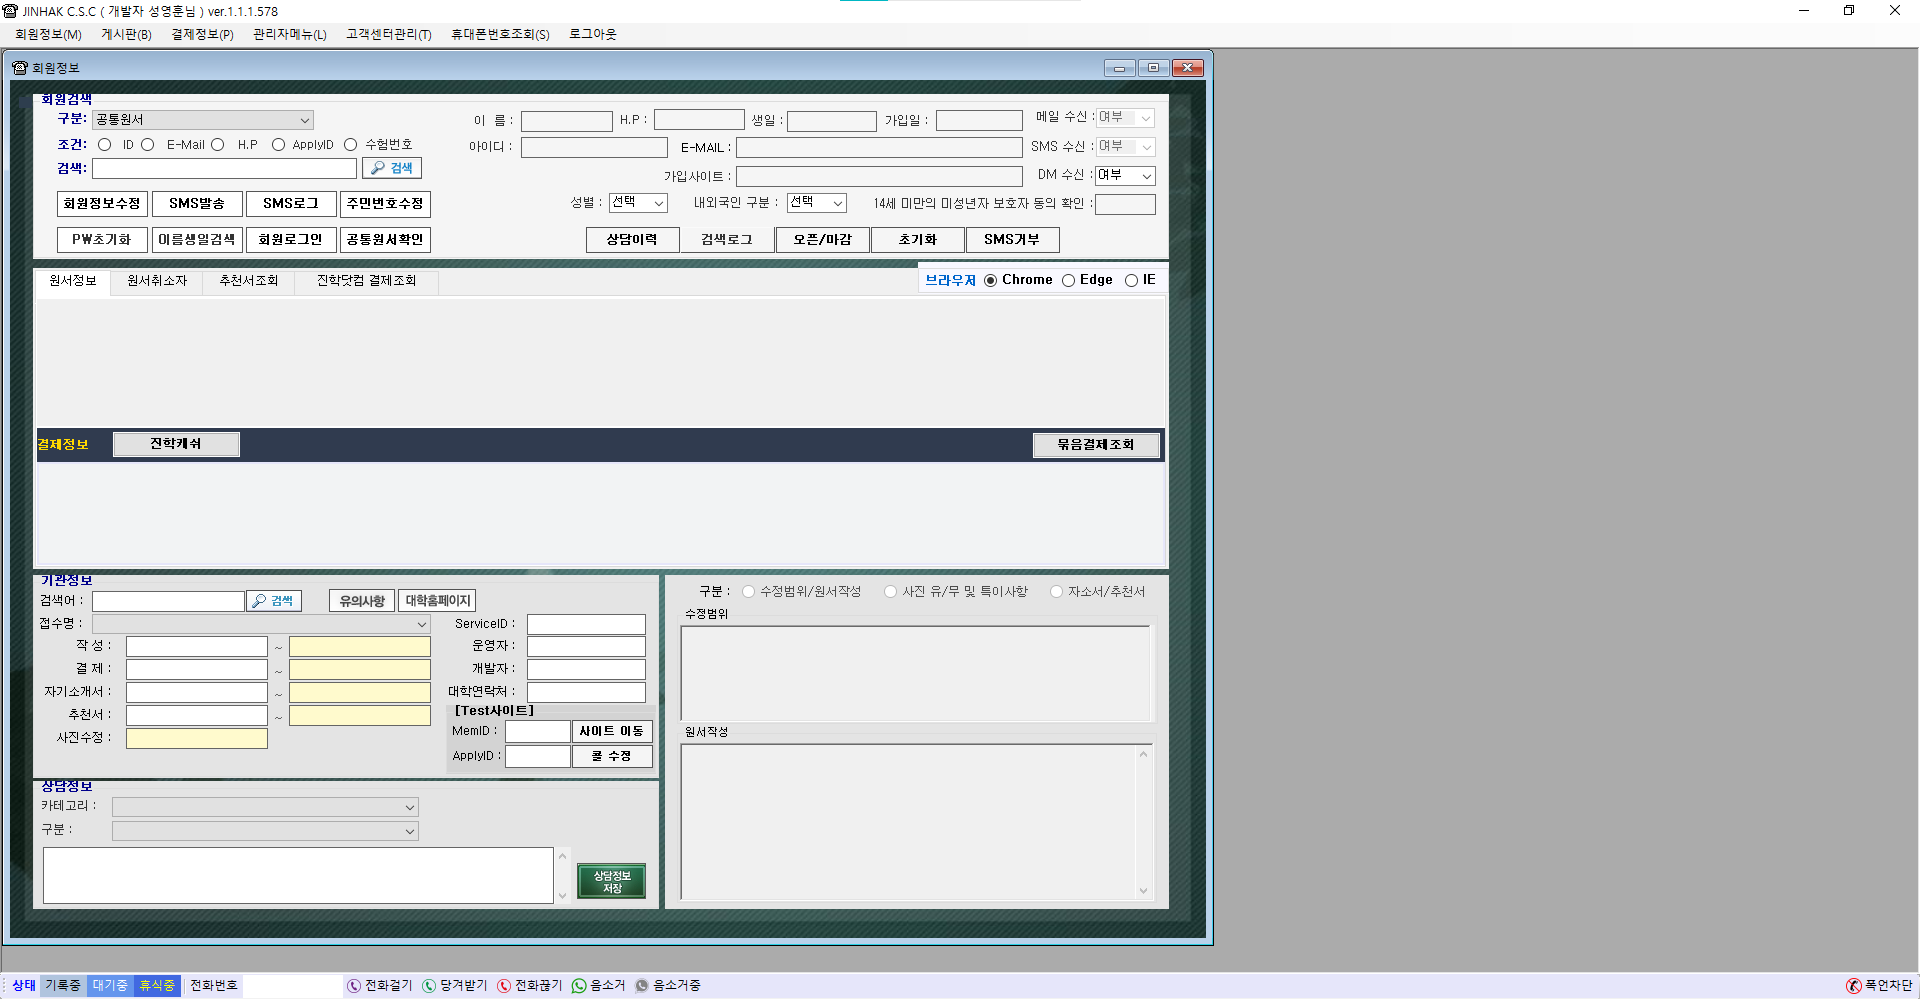 JINHAK C.S.C ( 개발자 성영훈님 ) ver.1.1.1.578
회원정보(M) 게시판(B) 결제정보(P) 관리자메뉴(L) 고객센터관리(T) 휴대폰번호조회(S) 로그아웃
회원정보
회원검색
구분: 공통원서
이 름 : H.P : 생일 : 가입일 : 메일 수신 : 여부
조건: ID E-Mail H.P ApplyID 수험번호
아이디 : E-MAIL : SMS 수신 : 여부
검색: 검색
가입사이트 : DM 수신 : 여부
회원정보수정 SMS발송 SMS로그 주민번호수정
성별 : 선택 내외국인 구분 : 선택 14세 미만의 미성년자 보호자 동의 확인 :
PW초기화 이름생일검색 회원로그인 공통원서확인
상담이력 검색로그 오픈/마감 초기화 SMS거부
원서정보 원서취소자 추천서조회 진학닷컴 결제조회
브라우저 Chrome Edge IE
결제정보 진학캐쉬 묶음결제조회
기관정보
검색어 : 검색 유의사항 대학홈페이지
접수명 : ServiceID :
작 성 : ~ 운영자 :
결 제 : ~ 개발자 :
자기소개서 : ~ 대학연락처 :
추천서 : ~
[Test사이트]
사진수정 :
MemID : 사이트 이동
ApplyID : 콜 수정
상담정보
카테고리 :
구분 :
상담정보
저장
구분 : 수정범위/원서작성 사진 유/무 및 특이사항 자소서/추천서
수정범위
원서작성
상태 기록중 대기중 휴식중 전화번호 전화걸기 당겨받기 전화끊기 음소거 음소거중 폭언차단